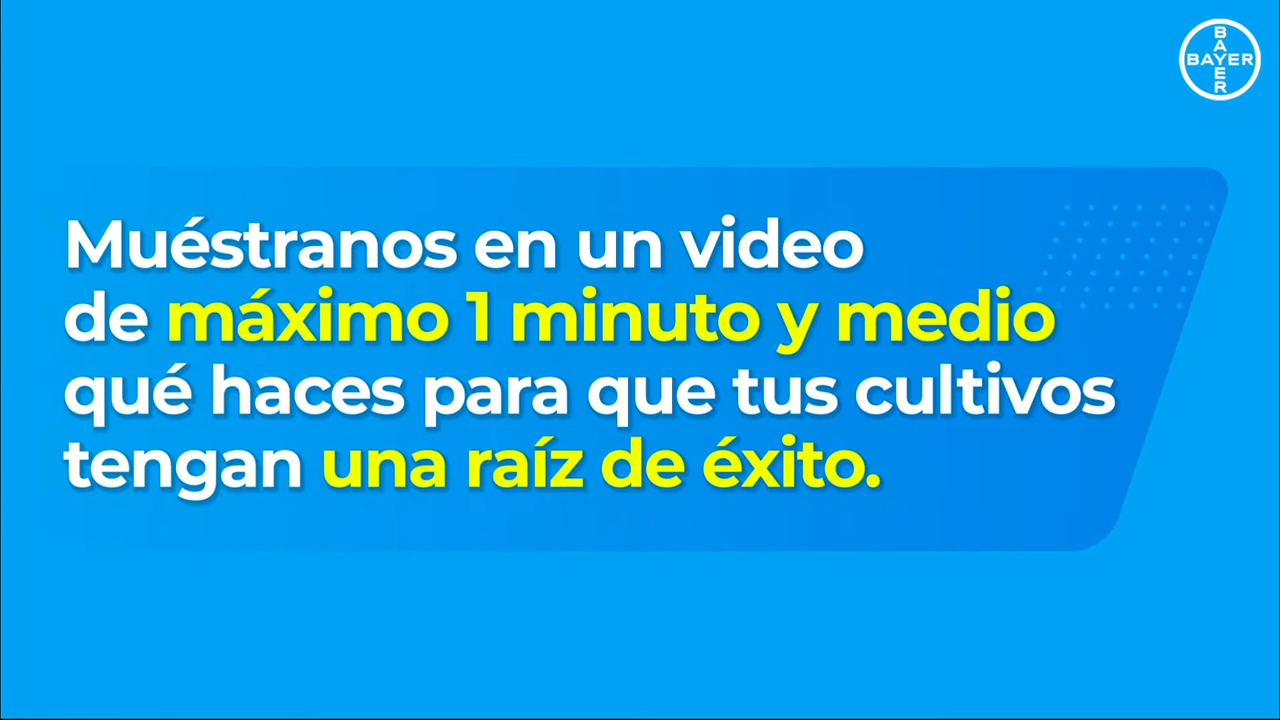 BAYER
BAYER
Muéstranos en un video
de máximo 1 minuto y medio
qué haces para que tus cultivos
tengan una raíz de éxito.